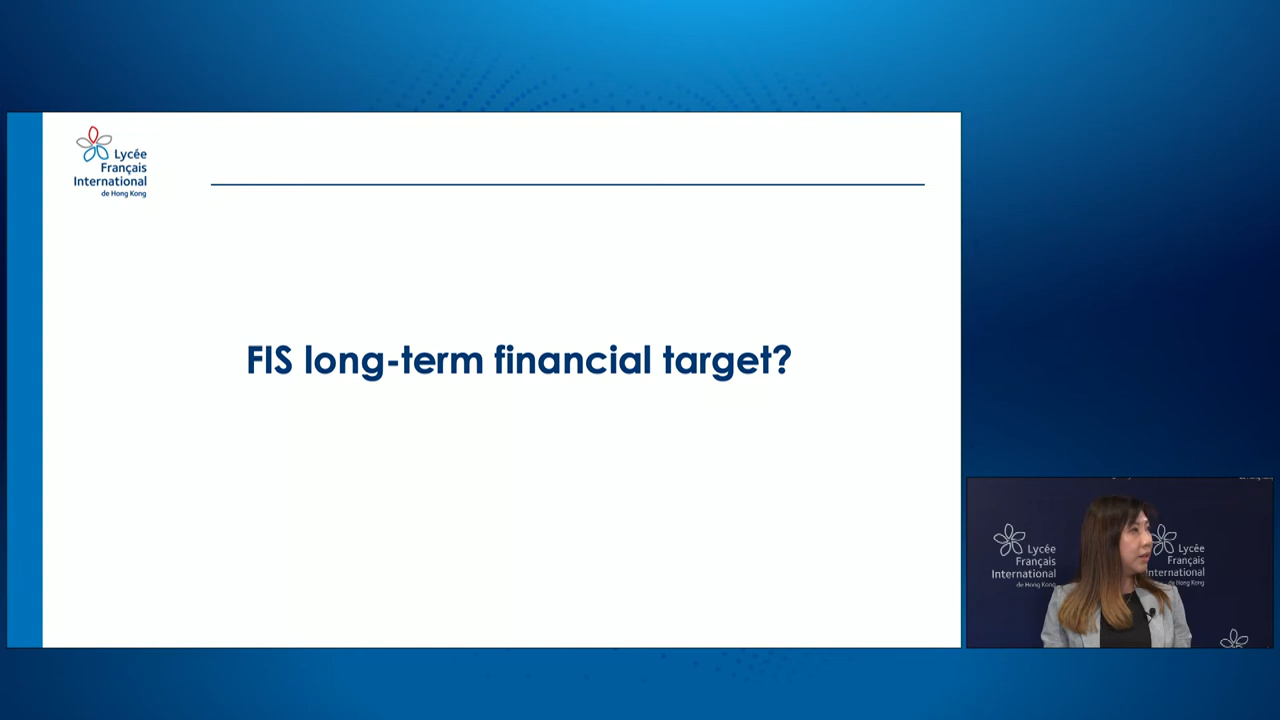 Lycée
Français
International
de Hong Kong
FIS long-term financial target?
Lycée
Français
International
de Hong Kong
Lycée
Français
International
de Hong Kong